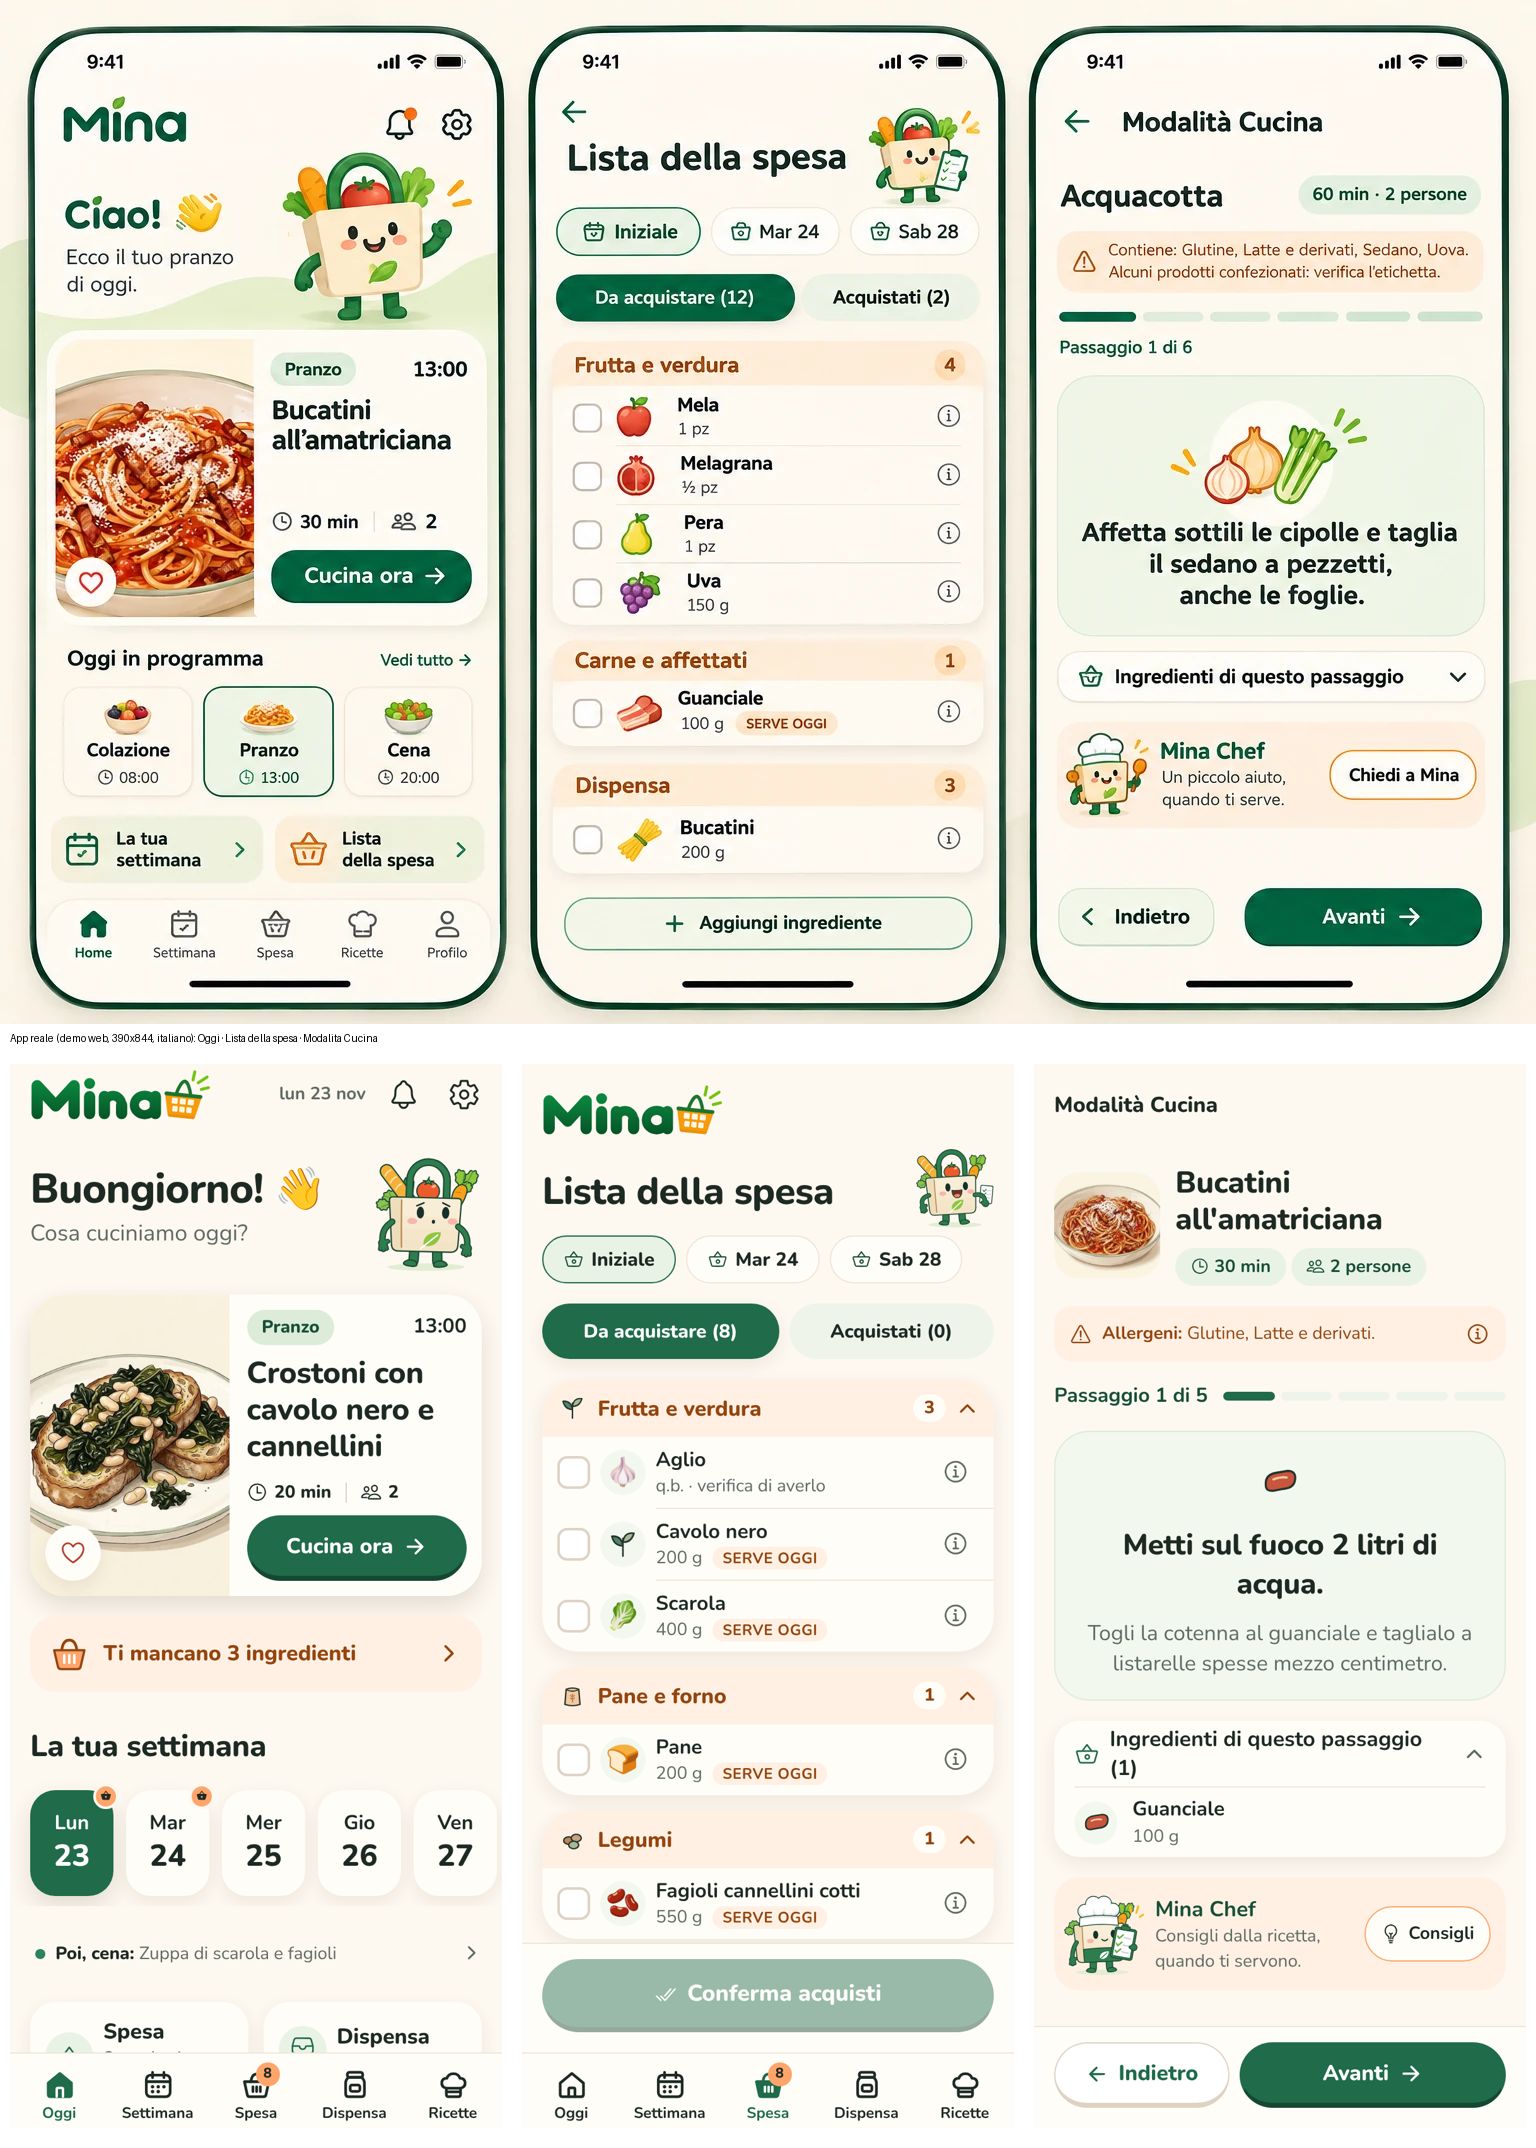 9:41
Mina
Ciao!
Ecco il tuo pranzo
di oggi.
Pranzo
13:00
Bucatini
all’amatriciana
30 min
2
Cucina ora →
Oggi in programma
Vedi tutto →
Colazione
08:00
Pranzo
13:00
Cena
20:00
La tua
settimana
Lista
della spesa
Home
Settimana
Spesa
Ricette
Profilo
9:41
Lista della spesa
Iniziale
Mar 24
Sab 28
Da acquistare (12)
Acquistati (2)
Frutta e verdura
4
Mela
1 pz
Melagrana
½ pz
Pera
1 pz
Uva
150 g
Carne e affettati
1
Guanciale
100 g SERVE OGGI
Dispensa
3
Bucatini
200 g
+ Aggiungi ingrediente
9:41
Modalità Cucina
Acquacotta
60 min · 2 persone
Contiene: Glutine, Latte e derivati, Sedano, Uova.
Alcuni prodotti confezionati: verifica l’etichetta.
Passaggio 1 di 6
Affetta sottili le cipolle e taglia
il sedano a pezzetti,
anche le foglie.
Ingredienti di questo passaggio
Mina Chef
Un piccolo aiuto,
quando ti serve.
Chiedi a Mina
Indietro
Avanti →
App reale (demo web, 390x844, italiano): Oggi · Lista della spesa · Modalita Cucina
Mina
lun 23 nov
Buongiorno!
Cosa cuciniamo oggi?
Pranzo
13:00
Crostoni con
cavolo nero e
cannellini
20 min
2
Cucina ora →
Ti mancano 3 ingredienti
La tua settimana
Lun
23
Mar
24
Mer
25
Gio
26
Ven
27
Poi, cena: Zuppa di scarola e fagioli
Spesa
Dispensa
Oggi
Settimana
8
Spesa
Dispensa
Ricette
Mina
Lista della spesa
Iniziale
Mar 24
Sab 28
Da acquistare (8)
Acquistati (0)
Frutta e verdura
3
Aglio
q.b. · verifica di averlo
Cavolo nero
200 g SERVE OGGI
Scarola
400 g SERVE OGGI
Pane e forno
1
Pane
200 g SERVE OGGI
Legumi
1
Fagioli cannellini cotti
550 g SERVE OGGI
Conferma acquisti
Oggi
Settimana
8
Spesa
Dispensa
Ricette
Modalità Cucina
Bucatini
all'amatriciana
30 min
2 persone
Allergeni: Glutine, Latte e derivati.
Passaggio 1 di 5
Metti sul fuoco 2 litri di
acqua.
Togli la cotenna al guanciale e taglialo a
listarelle spesse mezzo centimetro.
Ingredienti di questo passaggio
(1)
Guanciale
100 g
Mina Chef
Consigli dalla ricetta,
quando ti servono.
Consigli
← Indietro
Avanti →